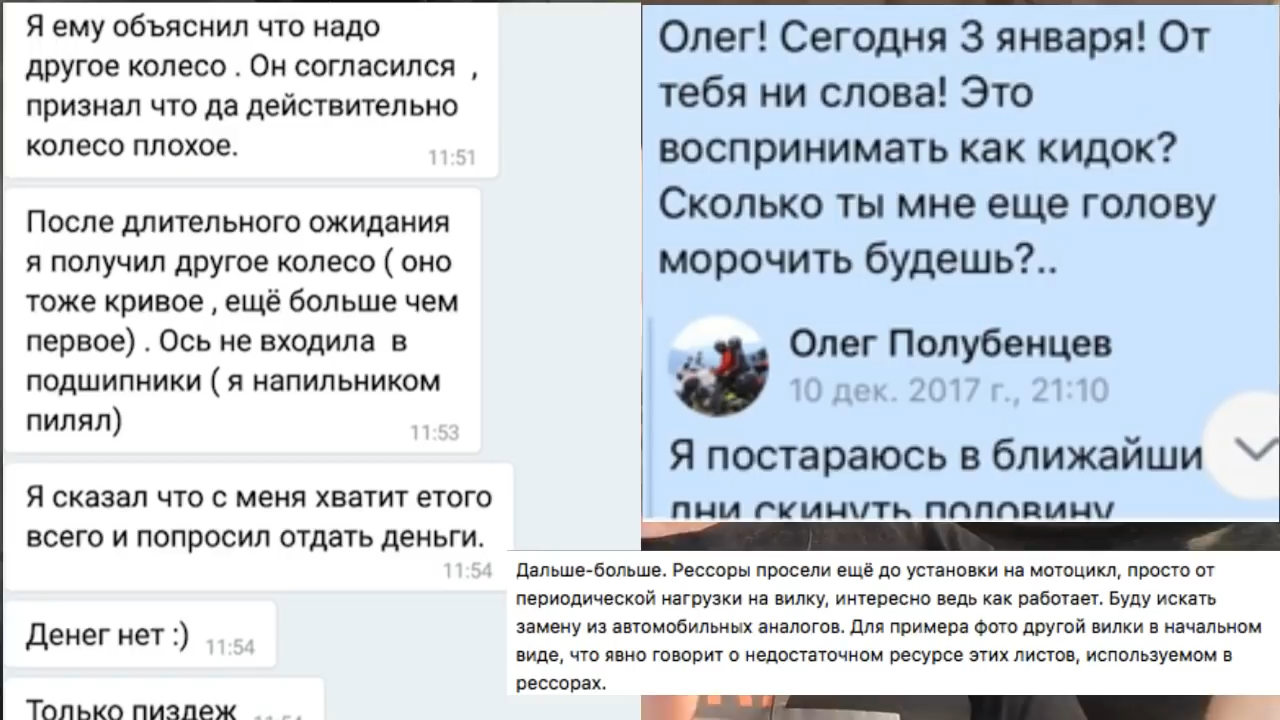 Я ему объяснил что надо
другое колесо . Он согласился ,
признал что да действительно
колесо плохое.
11:51
После длительного ожидания
я получил другое колесо ( оно
тоже кривое , ещё больше чем
первое) . Ось не входила в
подшипники ( я напильником
пилял)
11:53
Я сказал что с меня хватит етого
всего и попросил отдать деньги.
11:54
Денег нет :)
11:54
Только пиздеж
11:54
Олег! Сегодня 3 января! От
тебя ни слова! Это
воспринимать как кидок?
Сколько ты мне еще голову
морочить будешь?..
Олег Полубенцев
10 дек. 2017 г., 21:10
Я постараюсь в ближайши
дни скинуть половину
Дальше-больше. Рессоры просели ещё до установки на мотоцикл, просто от
периодической нагрузки на вилку, интересно ведь как работает. Буду искать
замену из автомобильных аналогов. Для примера фото другой вилки в начальном
виде, что явно говорит о недостаточном ресурсе этих листов, используемом в
рессорах.